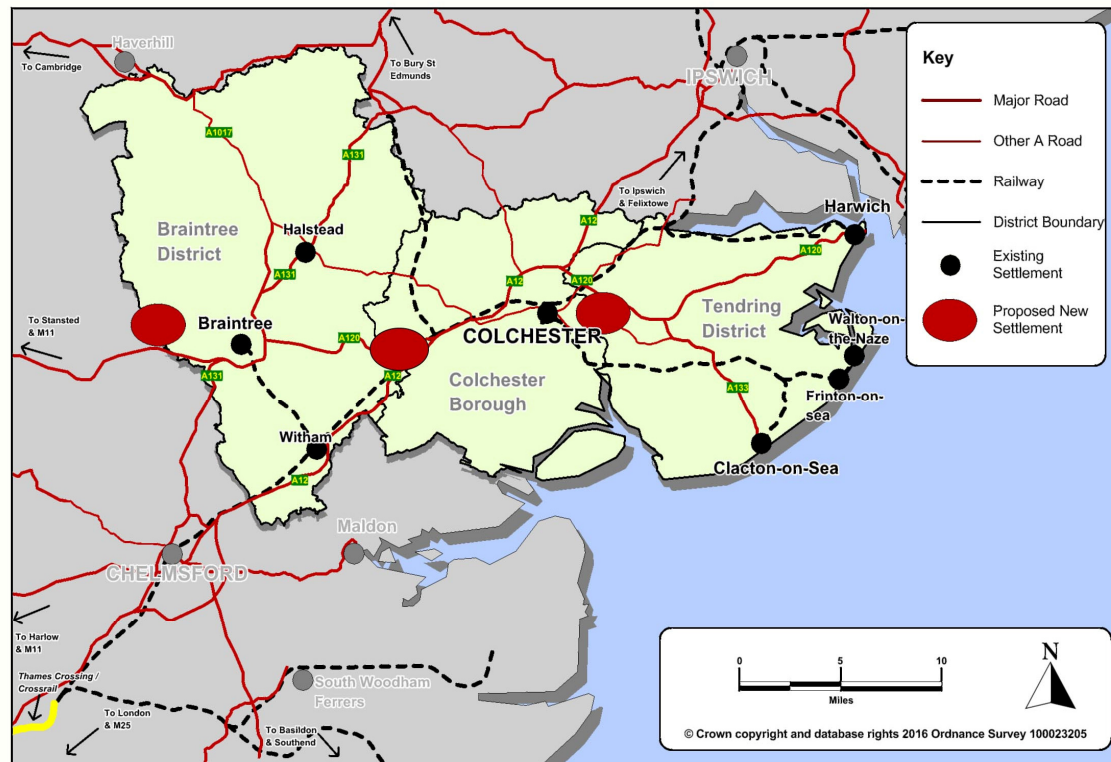 Haverhill
To Cambridge
To Bury St
Edmunds
IPSWICH
A1017
A131
To Ipswich
& Felixtowe
Harwich
Braintree
District
Halstead
A12
A120
A131
A12
A120
Tendring
District
Walton-on-
the-Naze
To Stansted
& M11
Braintree
A120
COLCHESTER
Colchester
Borough
A131
A12
A133
Frinton-on-
sea
Witham
A12
Clacton-on-Sea
CHELMSFORD
Maldon
To Harlow
& M11
Thames Crossing /
Crossrail
To London
& M25
South Woodham
Ferrers
To Basildon
& Southend
Key
Major Road
Other A Road
Railway
District Boundary
Existing
Settlement
Proposed New
Settlement
0 5 10
Miles
N
© Crown copyright and database rights 2016 Ordnance Survey 100023205